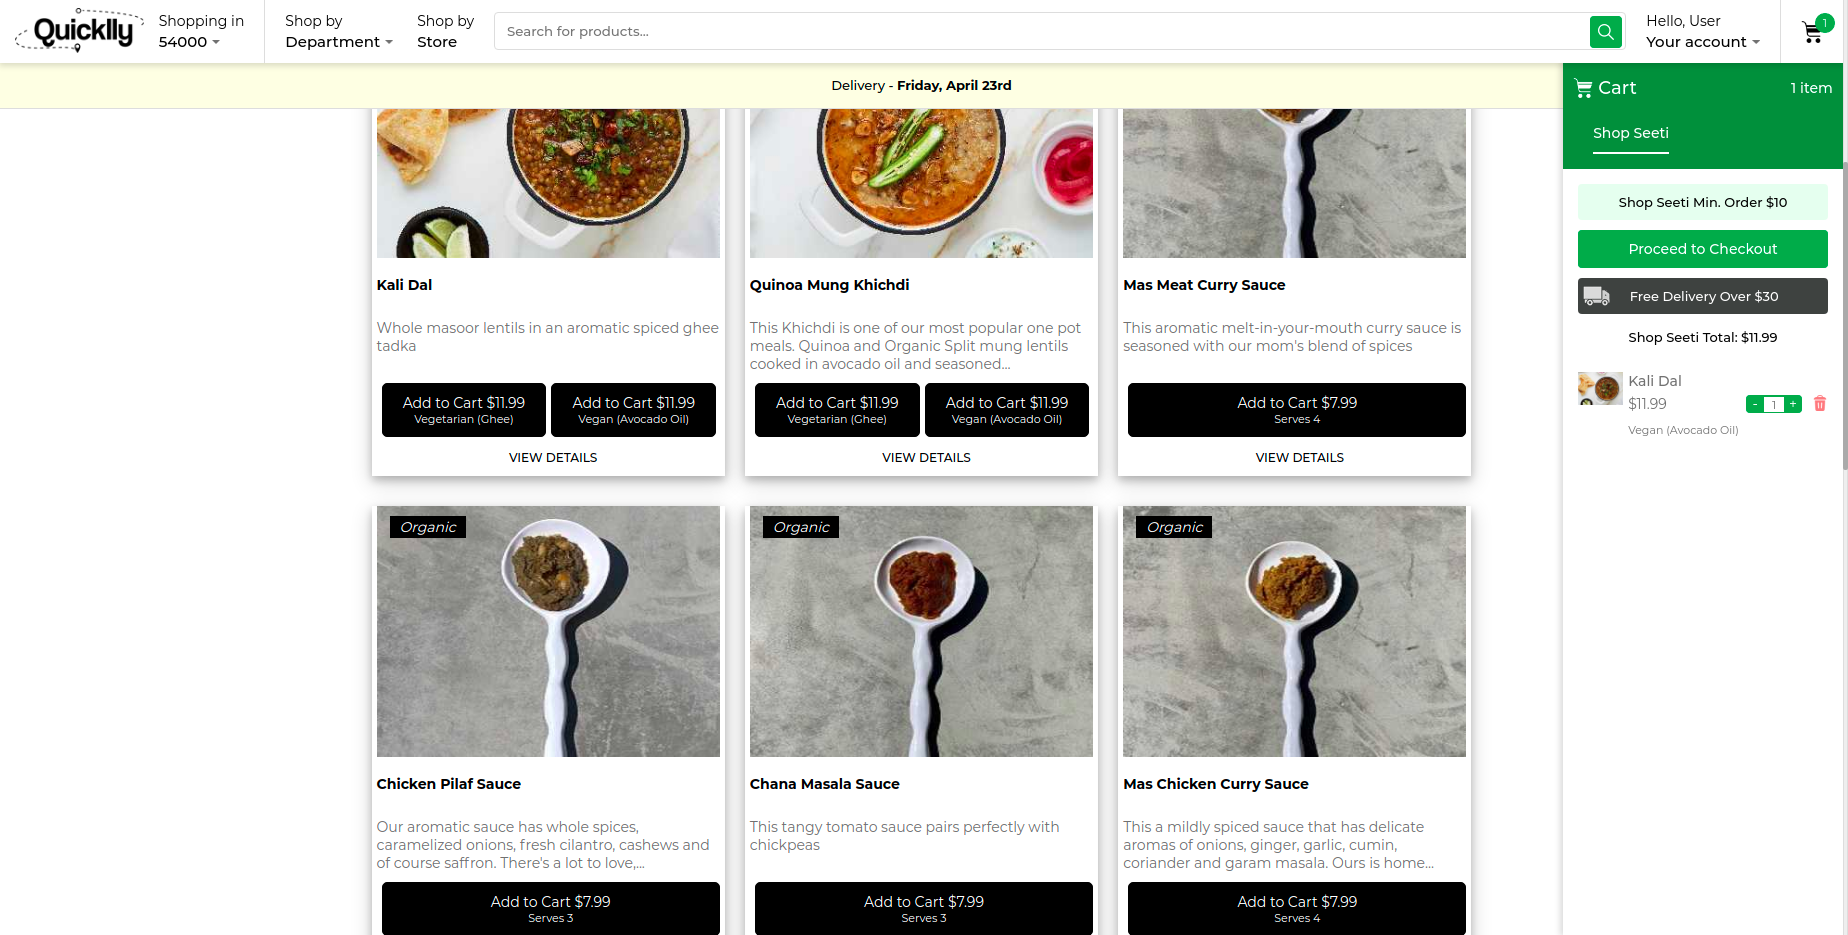 Quicklly
Shopping in
54000
Shop by
Department
Shop by
Store
Search for products...
Hello, User
Your account
1
Delivery - Friday, April 23rd
Cart
1 item
Shop Seeti
Shop Seeti Min. Order $10
Proceed to Checkout
Free Delivery Over $30
Shop Seeti Total: $11.99
Kali Dal
$11.99
- 1 +
Vegan (Avocado Oil)
Kali Dal
Whole masoor lentils in an aromatic spiced ghee
tadka
Add to Cart $11.99
Vegetarian (Ghee)
Add to Cart $11.99
Vegan (Avocado Oil)
VIEW DETAILS
Quinoa Mung Khichdi
This Khichdi is one of our most popular one pot
meals. Quinoa and Organic Split mung lentils
cooked in avocado oil and seasoned...
Add to Cart $11.99
Vegetarian (Ghee)
Add to Cart $11.99
Vegan (Avocado Oil)
VIEW DETAILS
Mas Meat Curry Sauce
This aromatic melt-in-your-mouth curry sauce is
seasoned with our mom's blend of spices
Add to Cart $7.99
Serves 4
VIEW DETAILS
Organic
Chicken Pilaf Sauce
Our aromatic sauce has whole spices,
caramelized onions, fresh cilantro, cashews and
of course saffron. There's a lot to love,...
Add to Cart $7.99
Serves 3
Organic
Chana Masala Sauce
This tangy tomato sauce pairs perfectly with
chickpeas
Add to Cart $7.99
Serves 3
Organic
Mas Chicken Curry Sauce
This a mildly spiced sauce that has delicate
aromas of onions, ginger, garlic, cumin,
coriander and garam masala. Ours is home...
Add to Cart $7.99
Serves 4